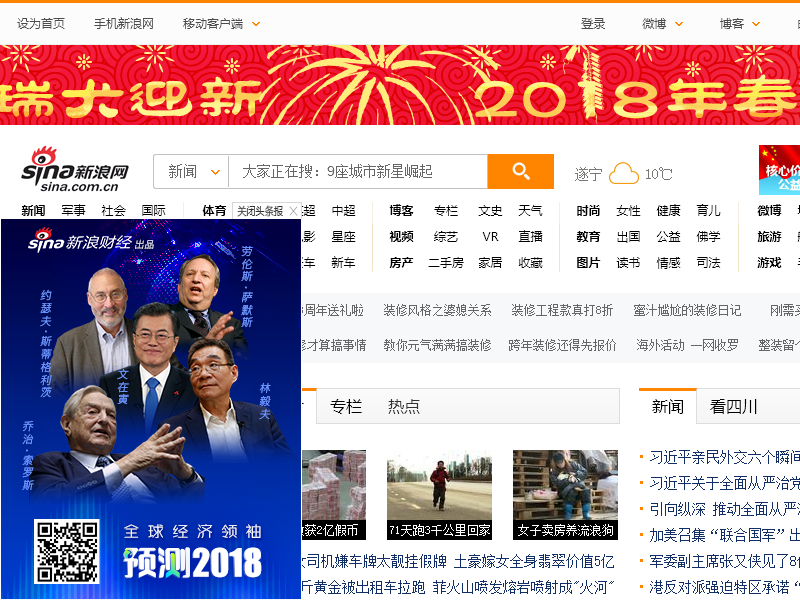 设为首页 手机新浪网 移动客户端 登录 微博 博客
瑞犬迎新 2018年春
sina新浪网
sina.com.cn
新闻 大家正在搜：9座城市新星崛起
遂宁 10℃
核心价
公益
新闻 军事 社会 国际 体育 关闭头条报 × 超 中超 博客 专栏 文史 天气 时尚 女性 健康 育儿 微博
影 星座 视频 综艺 VR 直播 教育 出国 公益 佛学 旅游
车 新车 房产 二手房 家居 收藏 图片 读书 情感 司法 游戏
sina新浪财经 出品
劳伦斯·萨默斯
约瑟夫·斯蒂格利茨
文在寅
林毅夫
乔治·索罗斯
全球经济领袖
预测2018
周年送礼啦 装修风格之婆媳关系 装修工程款真打8折 蜜汁尴尬的装修日记 刚需
才算搞事情 教你元气满满搞装修 跨年装修还得先报价 海外活动 一网收罗 整装留个
专栏 热点
获2亿假币 71天跑3千公里回家 女子卖房养流浪狗
女司机嫌车牌太靓挂假牌 土豪嫁女全身翡翠价值5亿
斤黄金被出租车拉跑 菲火山喷发熔岩喷射成“火河”
新闻 看四川
习近平亲民外交六个瞬间
习近平关于全面从严治党
引向纵深 推动全面从严
加美召集“联合国军”出
军委副主席张又侠见了8
港反对派强迫特区承诺“